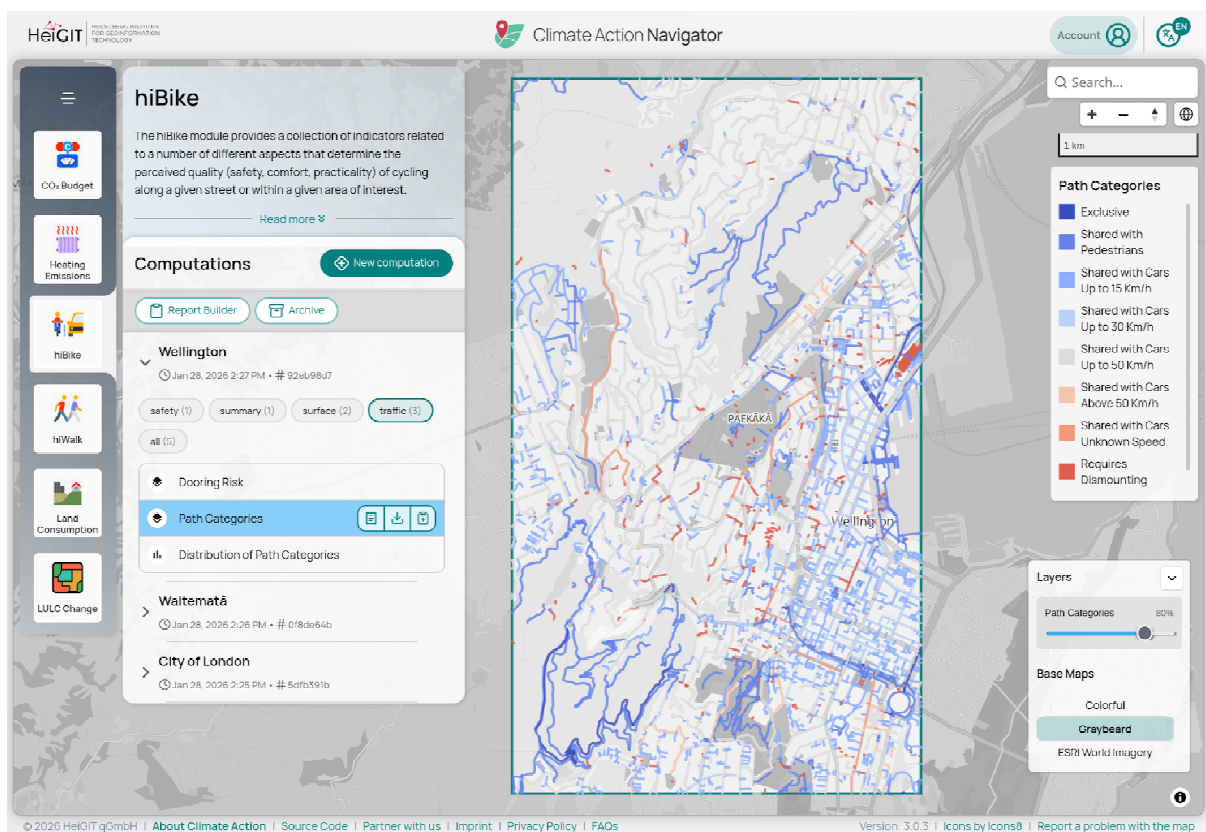 HeiGIT
HEIDELBERG INSTITUTE
FOR GEOINFORMATION
TECHNOLOGY
Climate Action Navigator
Account
EN
CO₂ Budget
Heating
Emissions
hiBike
hiWalk
Land
Consumption
LULC Change
hiBike
The hiBike module provides a collection of indicators related
to a number of different aspects that determine the
perceived quality (safety, comfort, practicality) of cycling
along a given street or within a given area of interest.
Read more
Computations
New computation
Report Builder
Archive
Wellington
Jan 28, 2026 2:27 PM • # 92eb98d7
safety (1)
summary (1)
surface (2)
traffic (3)
all (5)
Dooring Risk
Path Categories
Distribution of Path Categories
Waitematā
Jan 28, 2026 2:26 PM • # 0f8de64b
City of London
Jan 28, 2026 2:25 PM • # 5dfb391b
PAEKĀKĀ
Wellington
Search...
1 km
Path Categories
Exclusive
Shared with
Pedestrians
Shared with Cars
Up to 15 Km/h
Shared with Cars
Up to 30 Km/h
Shared with Cars
Up to 50 Km/h
Shared with Cars
Above 50 Km/h
Shared with Cars
Unknown Speed
Requires
Dismounting
Layers
Path Categories 80%
Base Maps
Colorful
Graybeard
ESRI World Imagery
© 2026 HeiGIT gGmbH | About Climate Action | Source Code | Partner with us | Imprint | Privacy Policy | FAQs
Version: 3.0.3 | Icons by Icons8 | Report a problem with the map